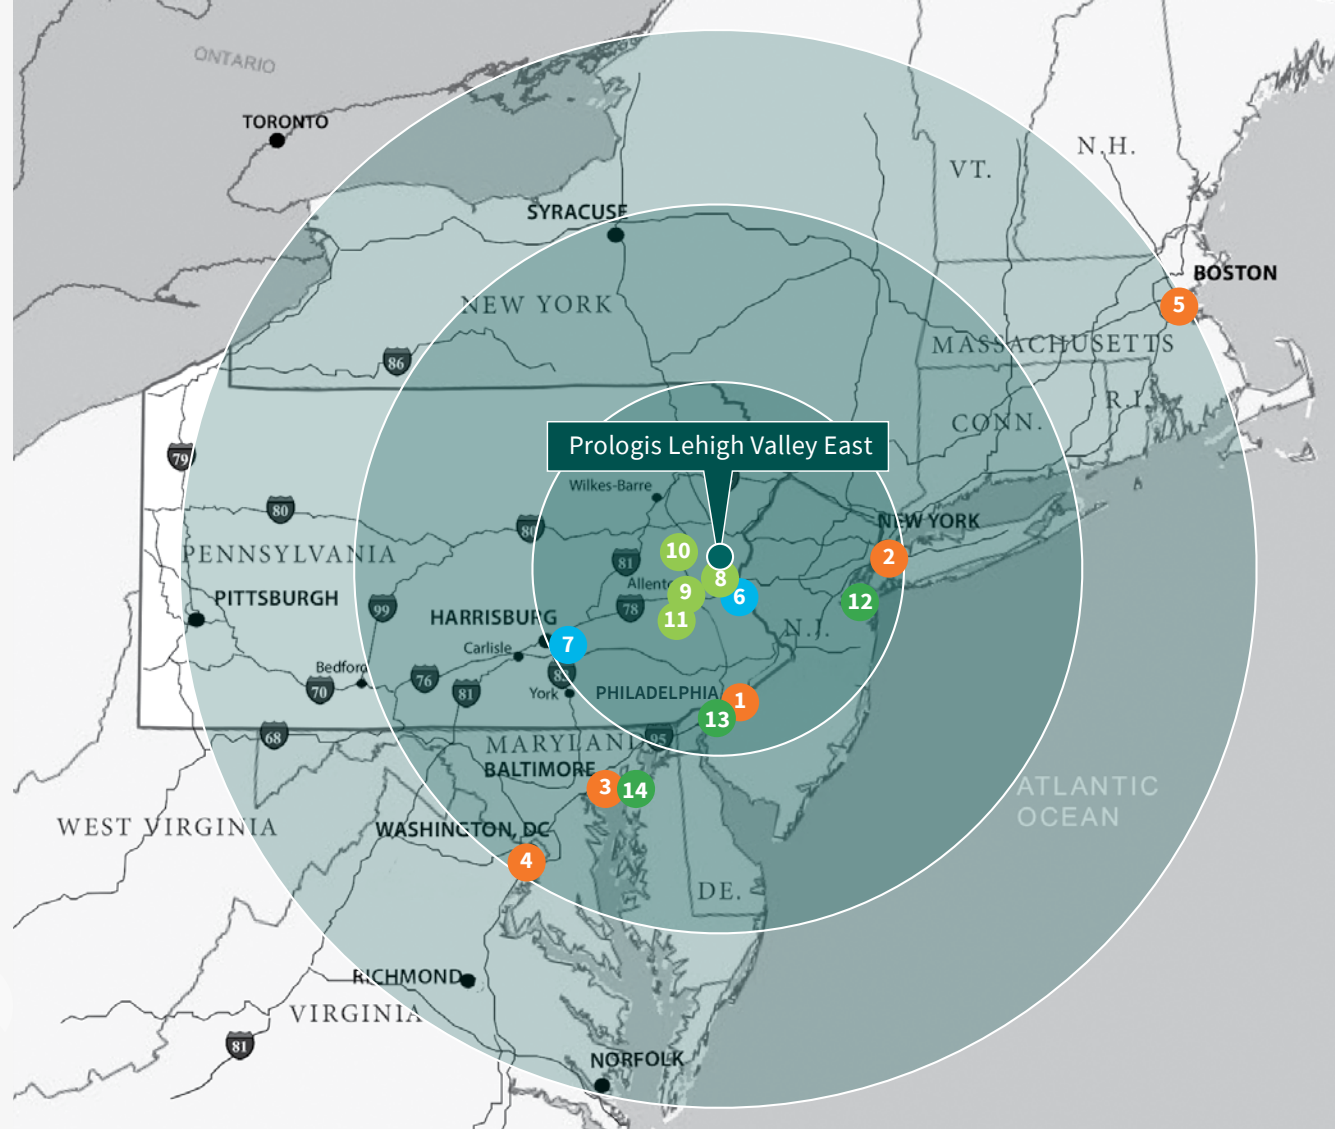 ONTARIO
TORONTO
N.H.
VT.
SYRACUSE
BOSTON
5
NEW YORK
MASSACHUSETTS
86
R.I.
CONN.
Prologis Lehigh Valley East
79
Wilkes-Barre
80
80
NEW YORK
PENNSYLVANIA
10
2
81
8
Allento
9
6
12
PITTSBURGH
99
78
HARRISBURG
11
N.J.
7
Carlisle
Bedford
76
83
70
81
York
PHILADELPHIA
1
13
68
MARYLAND
95
BALTIMORE
3
14
ATLANTIC
OCEAN
WEST VIRGINIA
WASHINGTON, DC
4
DE.
RICHMOND
VIRGINIA
81
NORFOLK